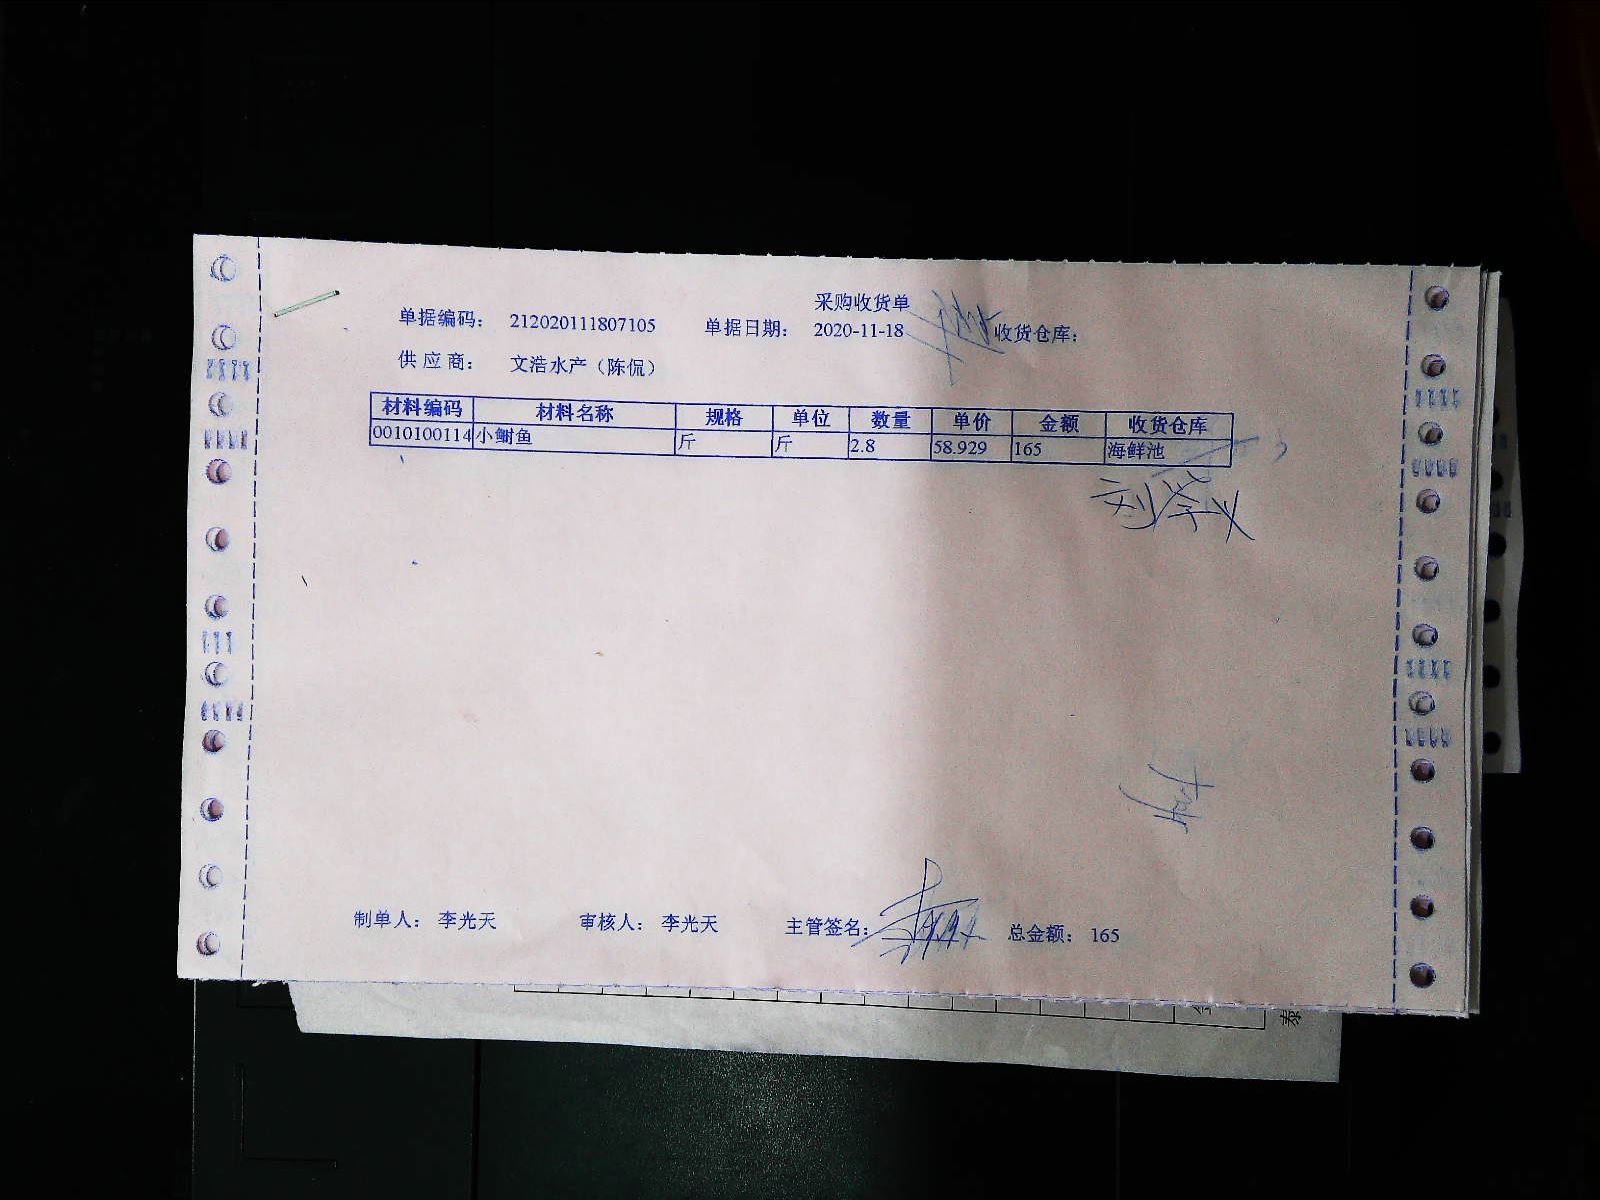 采购收货单
单据编码： 212020111807105 单据日期： 2020-11-18 收货仓库：
供 应 商： 文浩水产（陈侃）
材料编码 材料名称 规格 单位 数量 单价 金额 收货仓库
0010100114 小鲥鱼 斤 斤 2.8 58.929 165 海鲜池
制单人： 李光天 审核人： 李光天 主管签名： 总金额： 165